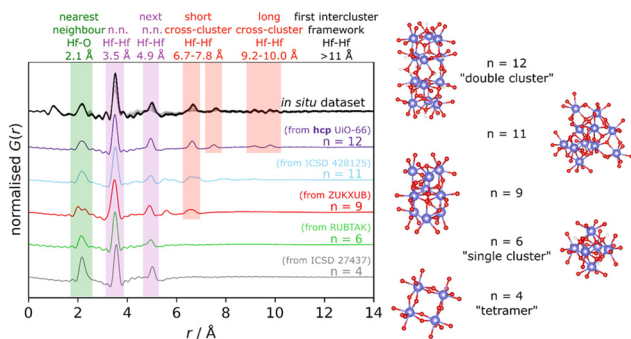 nearest
neighbour
Hf-O
2.1 Å
n.n.
Hf-Hf
3.5 Å
next
n.n.
Hf-Hf
4.9 Å
short
cross-cluster
Hf-Hf
6.7-7.8 Å
long
cross-cluster
Hf-Hf
9.2-10.0 Å
first intercluster
framework
Hf-Hf
>11 Å
in situ dataset
(from hcp UiO-66)
n = 12
(from ICSD 428125)
n = 11
(from ZUKXUB)
n = 9
(from RUBTAK)
n = 6
(from ICSD 27437)
n = 4
normalised G(r)
0 2 4 6 8 10 12 14
r / Å
n = 12
"double cluster"
n = 11
n = 9
n = 6
"single cluster"
n = 4
"tetramer"